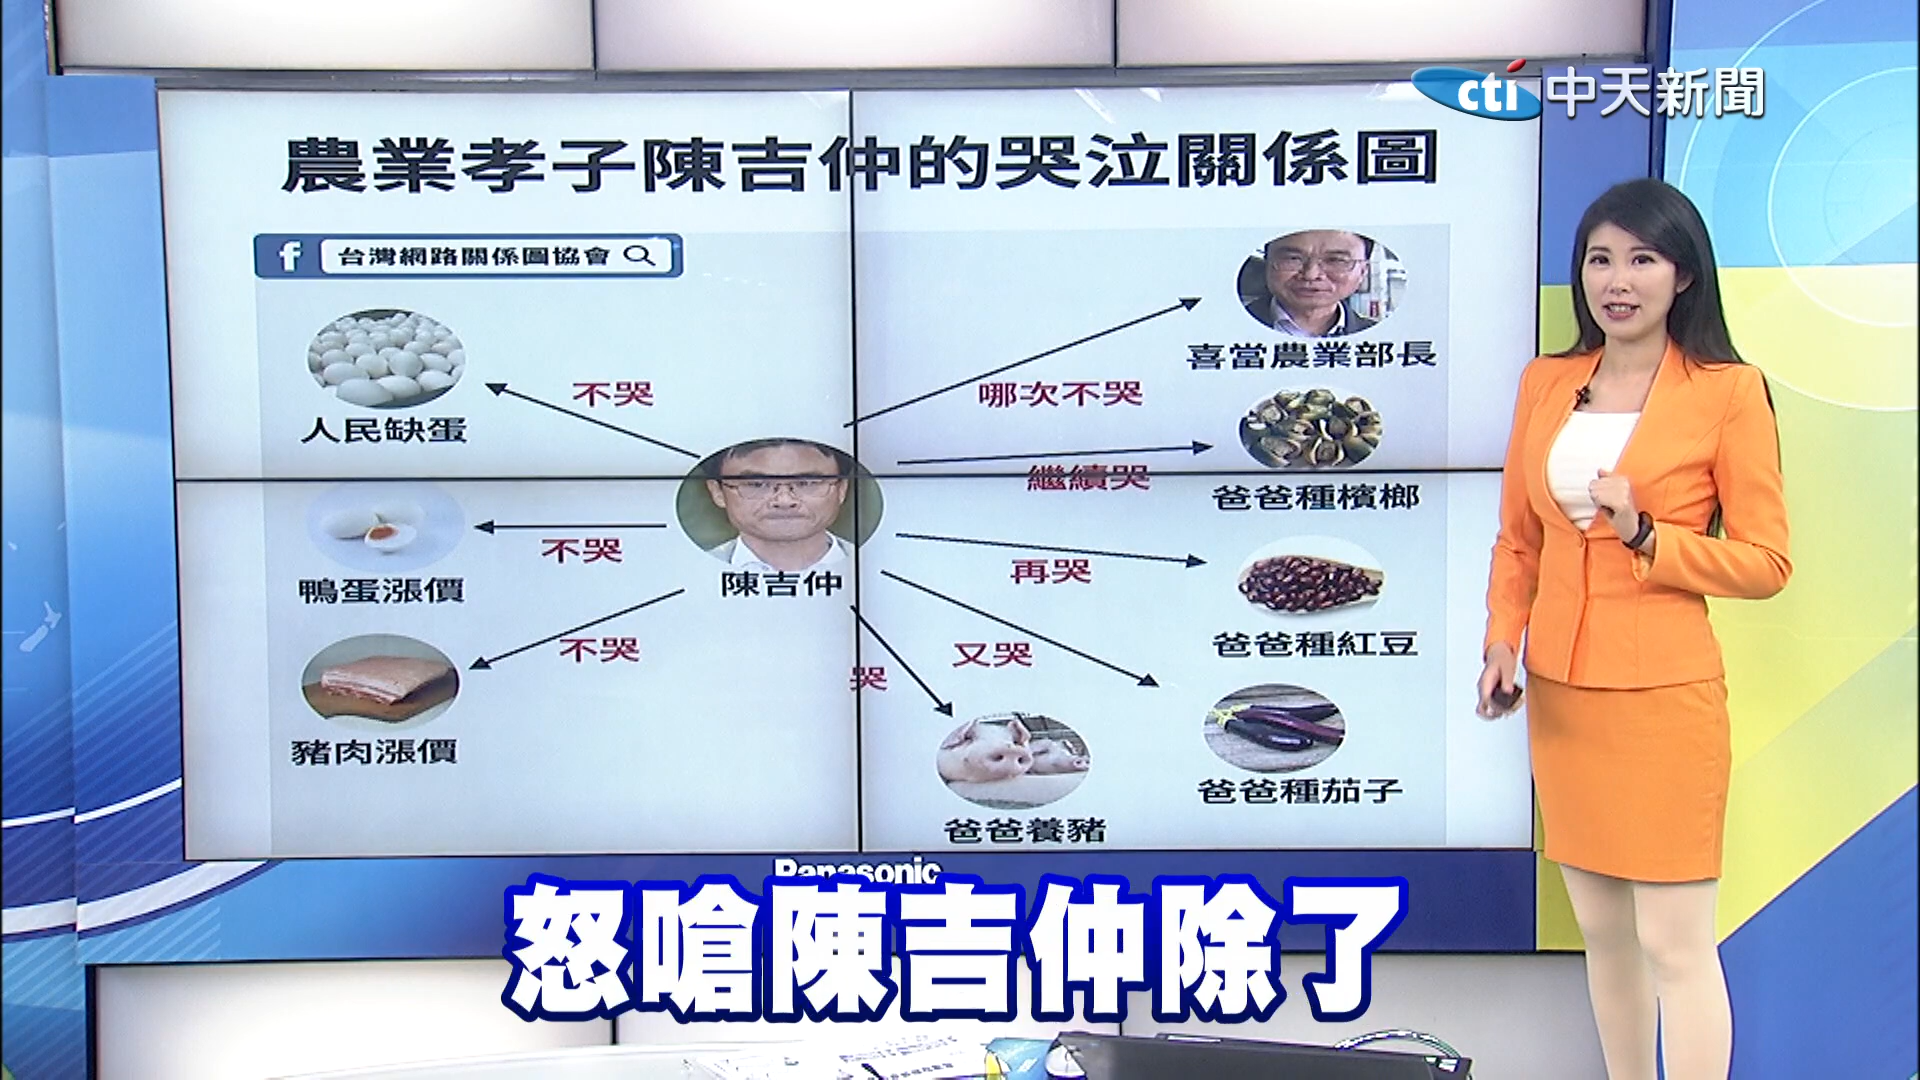 cti 中天新聞
農業孝子陳吉仲的哭泣關係圖
f 台灣網路關係圖協會
喜當農業部長
哪次不哭
不哭
人民缺蛋
繼續哭
爸爸種檳榔
不哭
再哭
陳吉仲
鴨蛋漲價
爸爸種紅豆
不哭
又哭
哭
豬肉漲價
爸爸種茄子
爸爸養豬
Panasonic
怒嗆陳吉仲除了